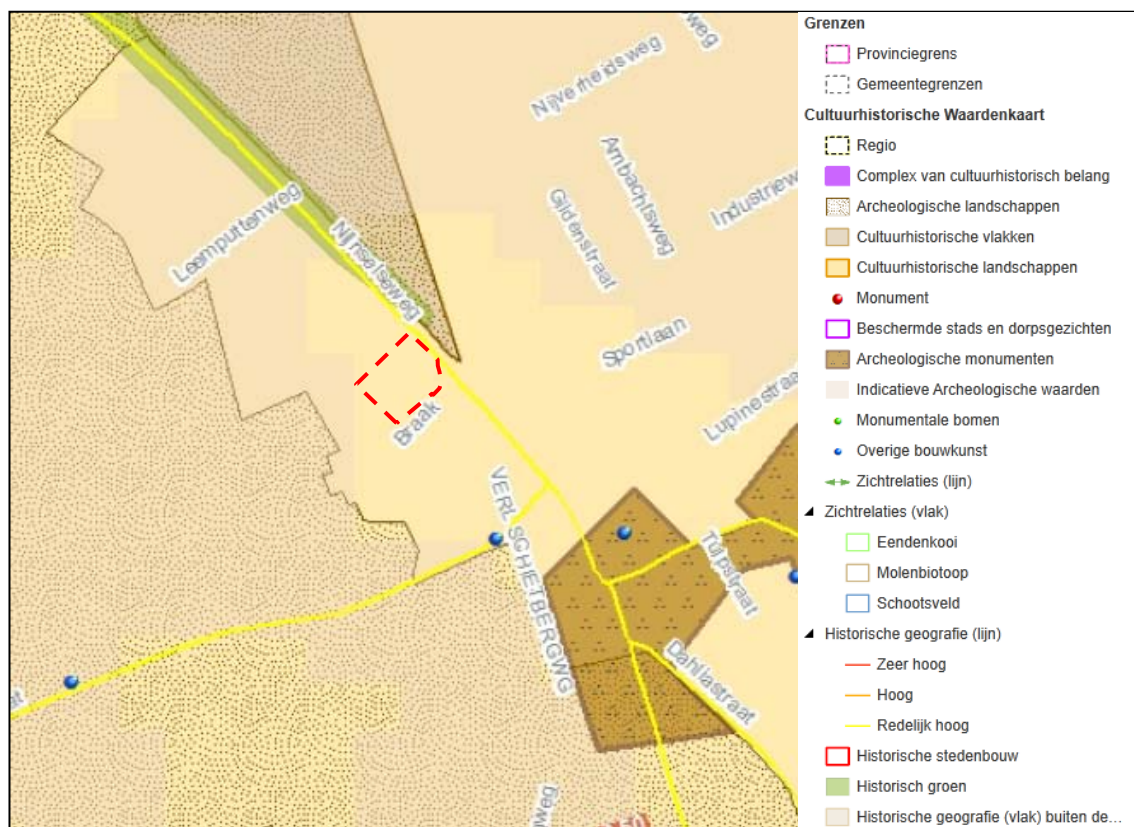 weg
Nijverheidsweg
Ambachtsweg
Industriew
Gildenstraat
Leemputtenweg
Nijnselseweg
Sportlaan
Braak
Lupinestraa
VERL SCHIETBERGWG
Tulpstraat
Dahliastraat
at
gweg
Grenzen
Provinciegrens
Gemeentegrenzen
Cultuurhistorische Waardenkaart
Regio
Complex van cultuurhistorisch belang
Archeologische landschappen
Cultuurhistorische vlakken
Cultuurhistorische landschappen
Monument
Beschermde stads en dorpsgezichten
Archeologische monumenten
Indicatieve Archeologische waarden
Monumentale bomen
Overige bouwkunst
Zichtrelaties (lijn)
Zichtrelaties (vlak)
Eendenkooi
Molenbiotoop
Schootsveld
Historische geografie (lijn)
Zeer hoog
Hoog
Redelijk hoog
Historische stedenbouw
Historisch groen
Historische geografie (vlak) buiten de…